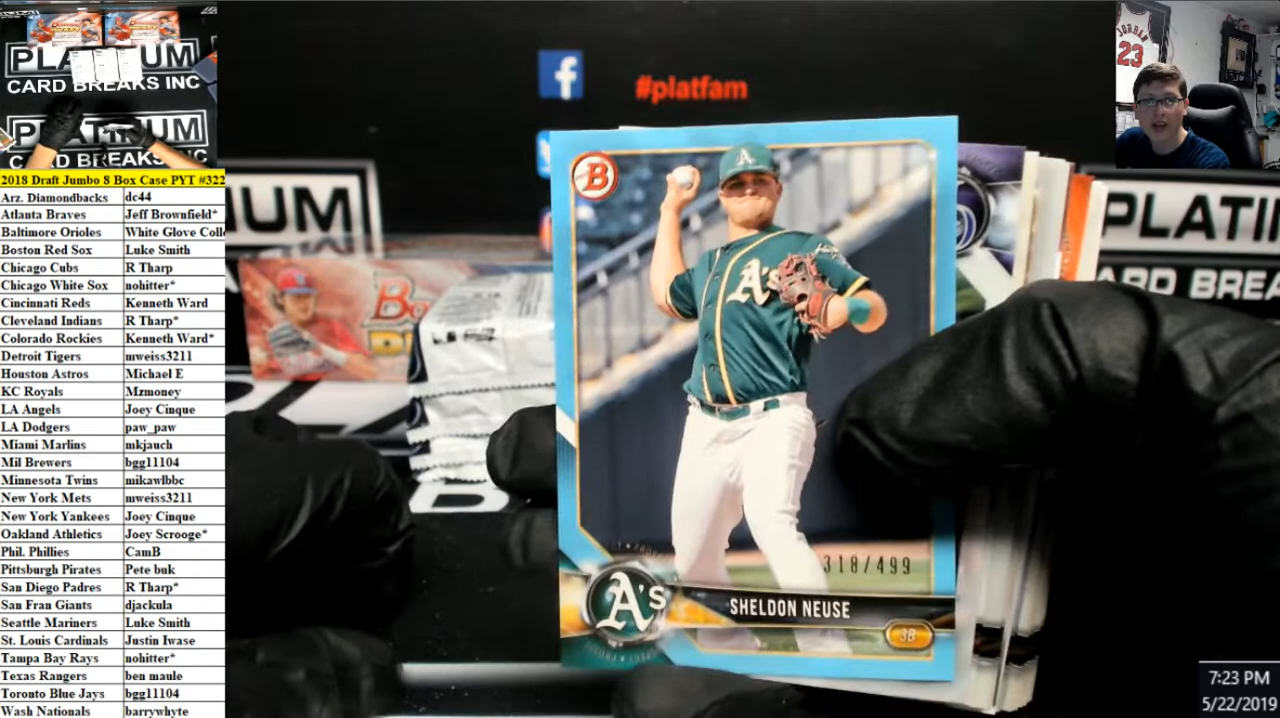 PLATINUM
CARD BREAKS INC
PLATINUM
CARD BREAKS INC
2018 Draft Jumbo 8 Box Case PYT #322
Arz. Diamondbacks dc44
Atlanta Braves Jeff Brownfield*
Baltimore Orioles White Glove Coll
Boston Red Sox Luke Smith
Chicago Cubs R Tharp
Chicago White Sox nohitter*
Cincinnati Reds Kenneth Ward
Cleveland Indians R Tharp*
Colorado Rockies Kenneth Ward*
Detroit Tigers mweiss3211
Houston Astros Michael E
KC Royals Mzmoney
LA Angels Joey Cinque
LA Dodgers paw_paw
Miami Marlins mkjauch
Mil Brewers bgg11104
Minnesota Twins mikawlbbc
New York Mets mweiss3211
New York Yankees Joey Cinque
Oakland Athletics Joey Scrooge*
Phil. Phillies CamB
Pittsburgh Pirates Pete buk
San Diego Padres R Tharp*
San Fran Giants djackula
Seattle Mariners Luke Smith
St. Louis Cardinals Justin Iwase
Tampa Bay Rays nohitter*
Texas Rangers ben maule
Toronto Blue Jays bgg11104
Wash Nationals barrywhyte
f
#platfam
B
A's
A's
318/499
A's
SHELDON NEUSE
3B
NUM
Bo
D
PLATI
ARD BREA
JORDAN
23
7:23 PM
5/22/2019